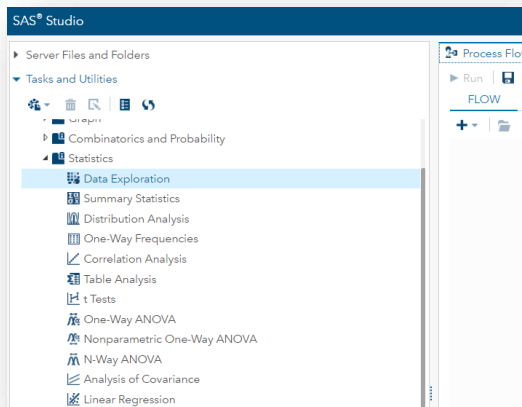 SAS® Studio
Server Files and Folders
Process Flo
Tasks and Utilities
Run
FLOW
Graph
Combinatorics and Probability
Statistics
Data Exploration
Summary Statistics
Distribution Analysis
One-Way Frequencies
Correlation Analysis
Table Analysis
t Tests
One-Way ANOVA
Nonparametric One-Way ANOVA
N-Way ANOVA
Analysis of Covariance
Linear Regression